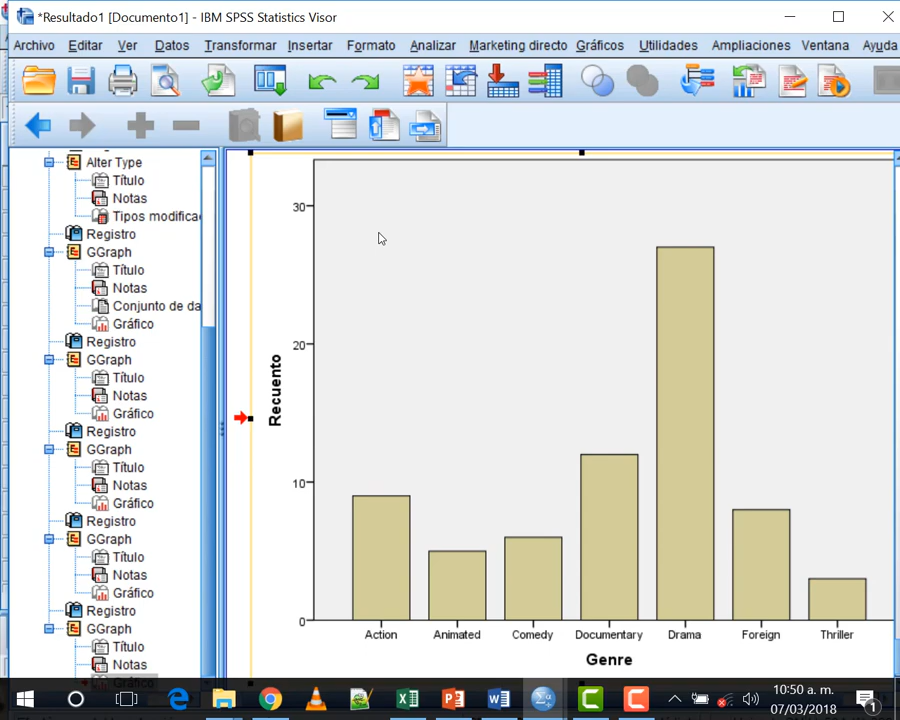 *Resultado1 [Documento1] - IBM SPSS Statistics Visor
Archivo Editar Ver Datos Transformar Insertar Formato Analizar Marketing directo Gráficos Utilidades Ampliaciones Ventana Ayuda
Alter Type
Título
Notas
Tipos modifica
Registro
GGraph
Título
Notas
Conjunto de da
Gráfico
Registro
GGraph
Título
Notas
Gráfico
Registro
GGraph
Título
Notas
Gráfico
Registro
GGraph
Título
Notas
Gráfico
Registro
GGraph
Título
Notas
Gráfico
30
20
10
0
Recuento
Action Animated Comedy Documentary Drama Foreign Thriller
Genre
10:50 a. m.
07/03/2018
1